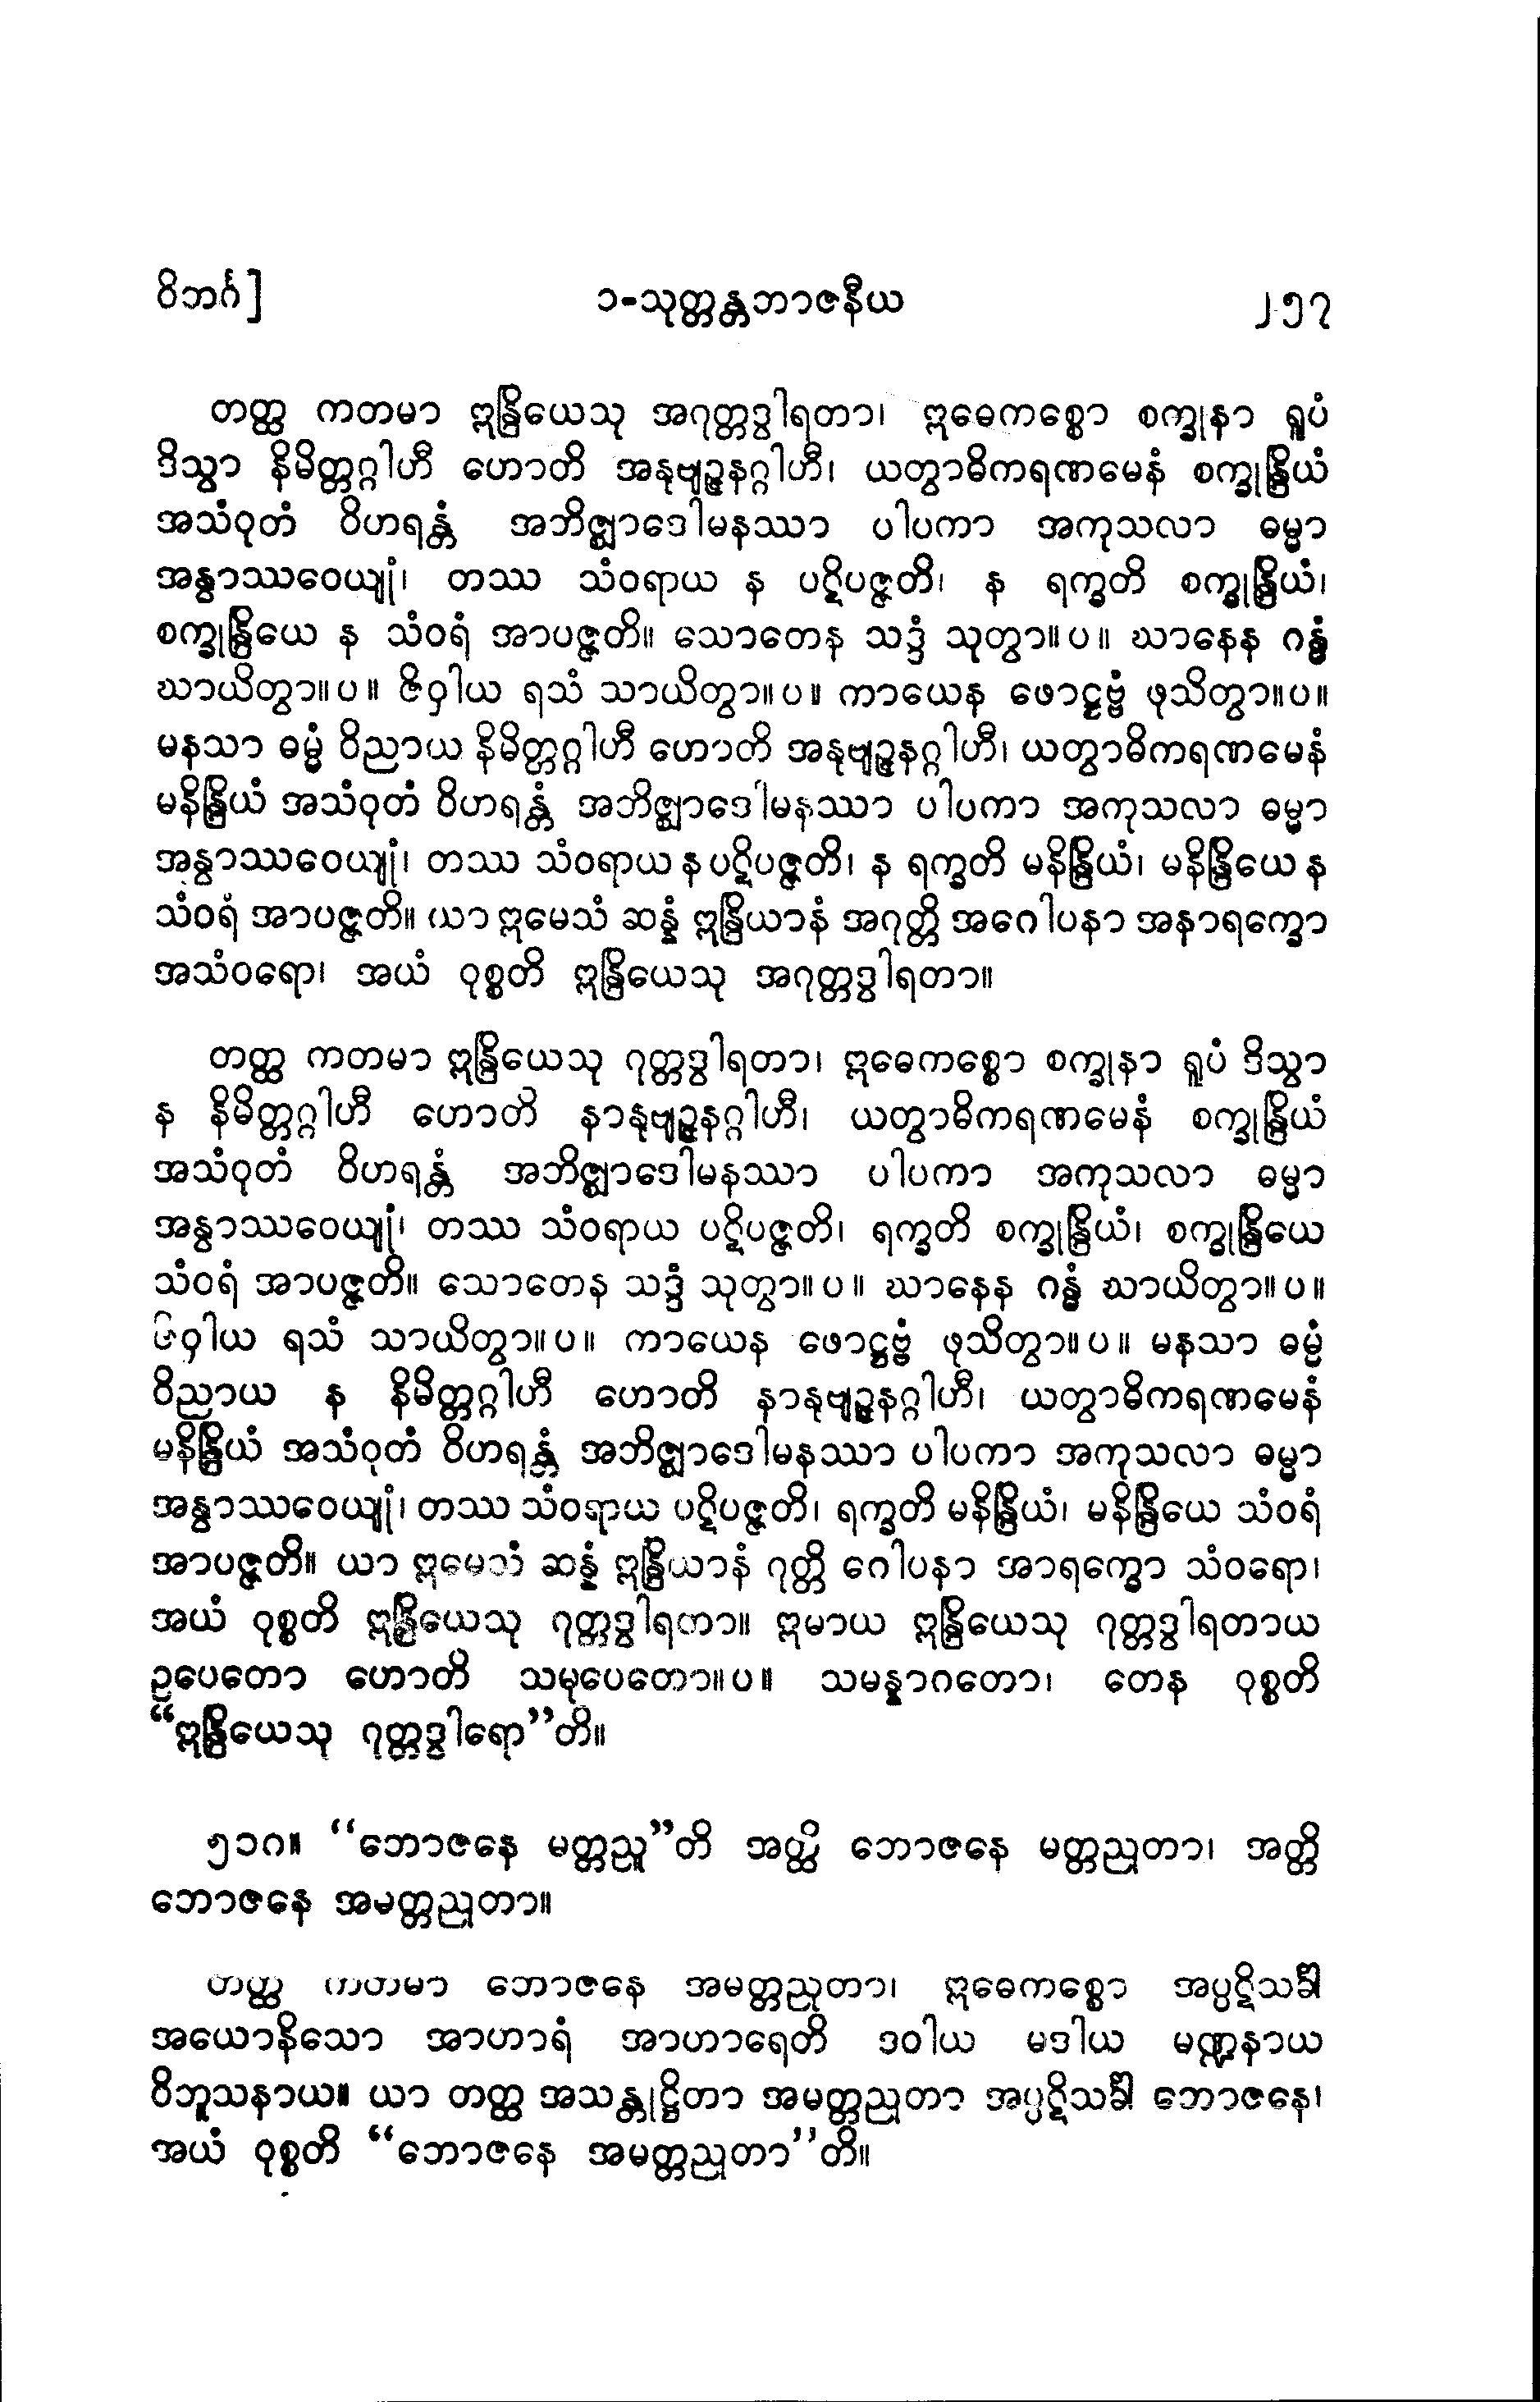 ဝိဘင်္ဂ]
၁-သုတ္တန္တဘာဇနီယ
၂၅၇
တတ္ထ ကတမာ ဣန္ဒြိယေသု အဂုတ္တဒွါရတာ၊ ဣဓေကစ္စော စက္ခုနာ ရူပံ
ဒိသွာ နိမိတ္တဂ္ဂါဟီ ဟောတိ အနုဗျဉ္ဇနဂ္ဂါဟီ၊ ယတွာဓိကရဏမေနံ စက္ခုန္ဒြိယံ
အသံဝုတံ ဝိဟရန္တံ အဘိဇ္ဈာဒေါမနဿာ ပါပကာ အကုသလာ ဓမ္မာ
အနွာဿဝေယျုံ၊ တဿ သံဝရာယ န ပဋိပဇ္ဇတိ၊ န ရက္ခတိ စက္ခုန္ဒြိယံ၊
စက္ခုန္ဒြိယေ န သံဝရံ အာပဇ္ဇတိ။ သောတေန သဒ္ဒံ သုတွာ။ပ။ ဃာနေန ဂန္ဓံ
ဃာယိတွာ။ပ။ ဇိဝှါယ ရသံ သာယိတွာ။ပ။ ကာယေန ဖောဋ္ဌဗ္ဗံ ဖုသိတွာ။ပ။
မနသာ ဓမ္မံ ဝိညာယ နိမိတ္တဂ္ဂါဟီ ဟောတိ အနုဗျဉ္ဇနဂ္ဂါဟီ၊ ယတွာဓိကရဏမေနံ
မနိန္ဒြိယံ အသံဝုတံ ဝိဟရန္တံ အဘိဇ္ဈာဒေါမနဿာ ပါပကာ အကုသလာ ဓမ္မာ
အနွာဿဝေယျုံ၊ တဿ သံဝရာယ န ပဋိပဇ္ဇတိ၊ န ရက္ခတိ မနိန္ဒြိယံ၊ မနိန္ဒြိယေ န
သံဝရံ အာပဇ္ဇတိ။ ယာ ဣမေသံ ဆန္နံ ဣန္ဒြိယာနံ အဂုတ္တိ အဂေါပနာ အနာရက္ခော
အသံဝရော၊ အယံ ဝုစ္စတိ ဣန္ဒြိယေသု အဂုတ္တဒွါရတာ။
တတ္ထ ကတမာ ဣန္ဒြိယေသု ဂုတ္တဒွါရတာ၊ ဣဓေကစ္စော စက္ခုနာ ရူပံ ဒိသွာ
န နိမိတ္တဂ္ဂါဟီ ဟောတိ နာနုဗျဉ္ဇနဂ္ဂါဟီ၊ ယတွာဓိကရဏမေနံ စက္ခုန္ဒြိယံ
အသံဝုတံ ဝိဟရန္တံ အဘိဇ္ဈာဒေါမနဿာ ပါပကာ အကုသလာ ဓမ္မာ
အနွာဿဝေယျုံ၊ တဿ သံဝရာယ ပဋိပဇ္ဇတိ၊ ရက္ခတိ စက္ခုန္ဒြိယံ၊ စက္ခုန္ဒြိယေ
သံဝရံ အာပဇ္ဇတိ။ သောတေန သဒ္ဒံ သုတွာ။ပ။ ဃာနေန ဂန္ဓံ ဃာယိတွာ။ပ။
ဇိဝှါယ ရသံ သာယိတွာ။ပ။ ကာယေန ဖောဋ္ဌဗ္ဗံ ဖုသိတွာ။ပ။ မနသာ ဓမ္မံ
ဝိညာယ န နိမိတ္တဂ္ဂါဟီ ဟောတိ နာနုဗျဉ္ဇနဂ္ဂါဟီ၊ ယတွာဓိကရဏမေနံ
မနိန္ဒြိယံ အသံဝုတံ ဝိဟရန္တံ အဘိဇ္ဈာဒေါမနဿာ ပါပကာ အကုသလာ ဓမ္မာ
အနွာဿဝေယျုံ၊ တဿ သံဝရာယ ပဋိပဇ္ဇတိ၊ ရက္ခတိ မနိန္ဒြိယံ၊ မနိန္ဒြိယေ သံဝရံ
အာပဇ္ဇတိ။ ယာ ဣမေသံ ဆန္နံ ဣန္ဒြိယာနံ ဂုတ္တိ ဂေါပနာ အာရက္ခော သံဝရော၊
အယံ ဝုစ္စတိ ဣန္ဒြိယေသု ဂုတ္တဒွါရတာ။ ဣမာယ ဣန္ဒြိယေသု ဂုတ္တဒွါရတာယ
ဥပေတော ဟောတိ သမုပေတော။ပ။ သမန္နာဂတော၊ တေန ဝုစ္စတိ
“ဣန္ဒြိယေသု ဂုတ္တဒွါရော”တိ။
၅၁၈။ “ဘောဇနေ မတ္တညူ”တိ အတ္ထိ ဘောဇနေ မတ္တညုတာ၊ အတ္ထိ
ဘောဇနေ အမတ္တညုတာ။
တတ္ထ ကတမာ ဘောဇနေ အမတ္တညုတာ၊ ဣဓေကစ္စော အပ္ပဋိသင်္ခါ
အယောနိသော အာဟာရံ အာဟာရေတိ ဒဝါယ မဒါယ မဏ္ဍနာယ
ဝိဘူသနာယ။ ယာ တတ္ထ အသန္တုဋ္ဌိတာ အမတ္တညုတာ အပ္ပဋိသင်္ခါ ဘောဇနေ၊
အယံ ဝုစ္စတိ “ဘောဇနေ အမတ္တညုတာ”တိ။